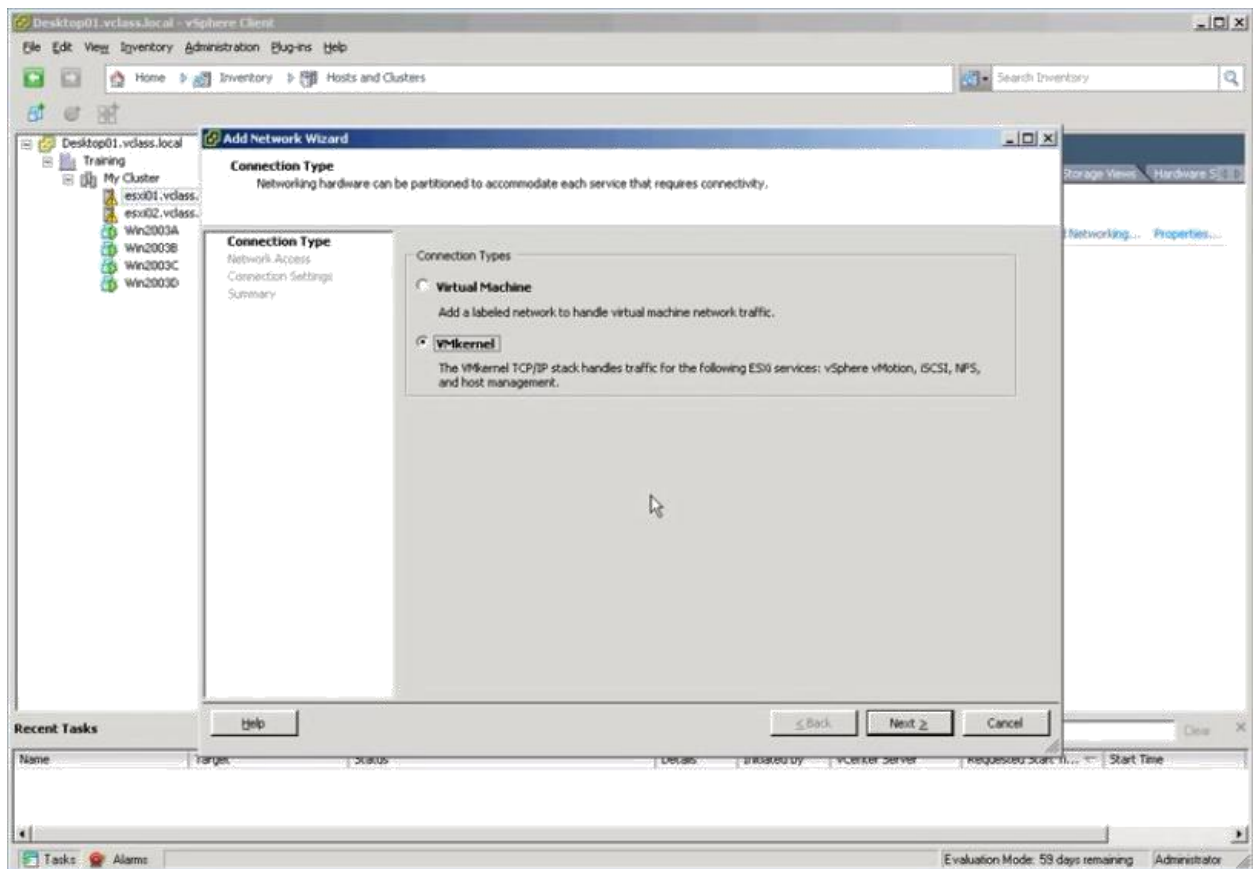 Desktop01.vclass.local - vSphere Client
File Edit View Inventory Administration Plug-ins Help
Home Inventory Hosts and Clusters
Search Inventory
Desktop01.vclass.local
Training
My Cluster
esxi01.vclass.
esxi02.vclass.
Win2003A
Win2003B
Win2003C
Win2003D
Storage Views Hardware S
Networking... Properties...
Add Network Wizard
Connection Type
Networking hardware can be partitioned to accommodate each service that requires connectivity.
Connection Type
Network Access
Connection Settings
Summary
Connection Types
Virtual Machine
Add a labeled network to handle virtual machine network traffic.
VMkernel
The VMkernel TCP/IP stack handles traffic for the following ESXi services: vSphere vMotion, iSCSI, NFS,
and host management.
Help < Back Next > Cancel
Recent Tasks
Clear
Name Target Status Details Initiated by vCenter Server Requested Start Ti... Start Time
Tasks Alarms
Evaluation Mode: 59 days remaining Administrator